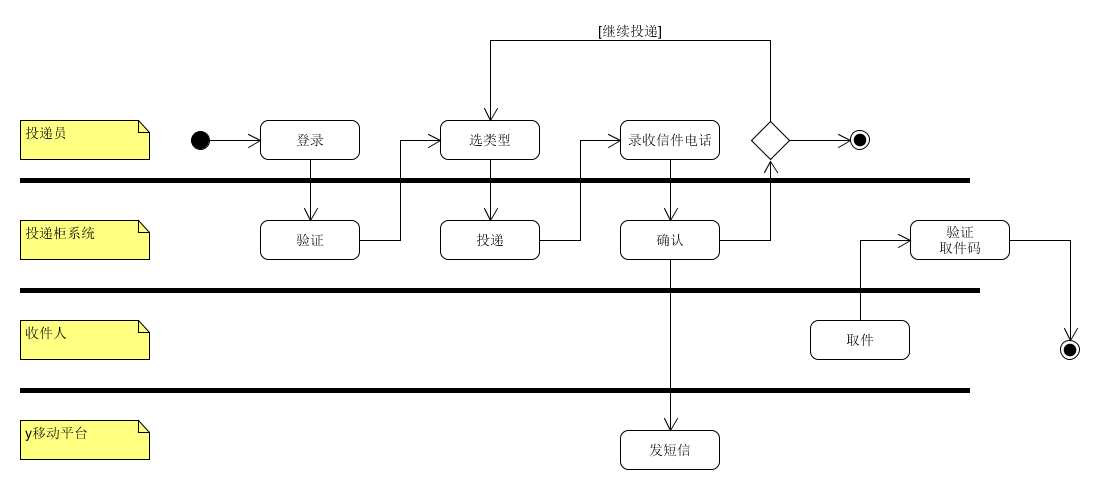 [继续投递]
投递员
登录
选类型
录收信件电话
投递柜系统
验证
投递
确认
验证
取件码
收件人
取件
y移动平台
发短信